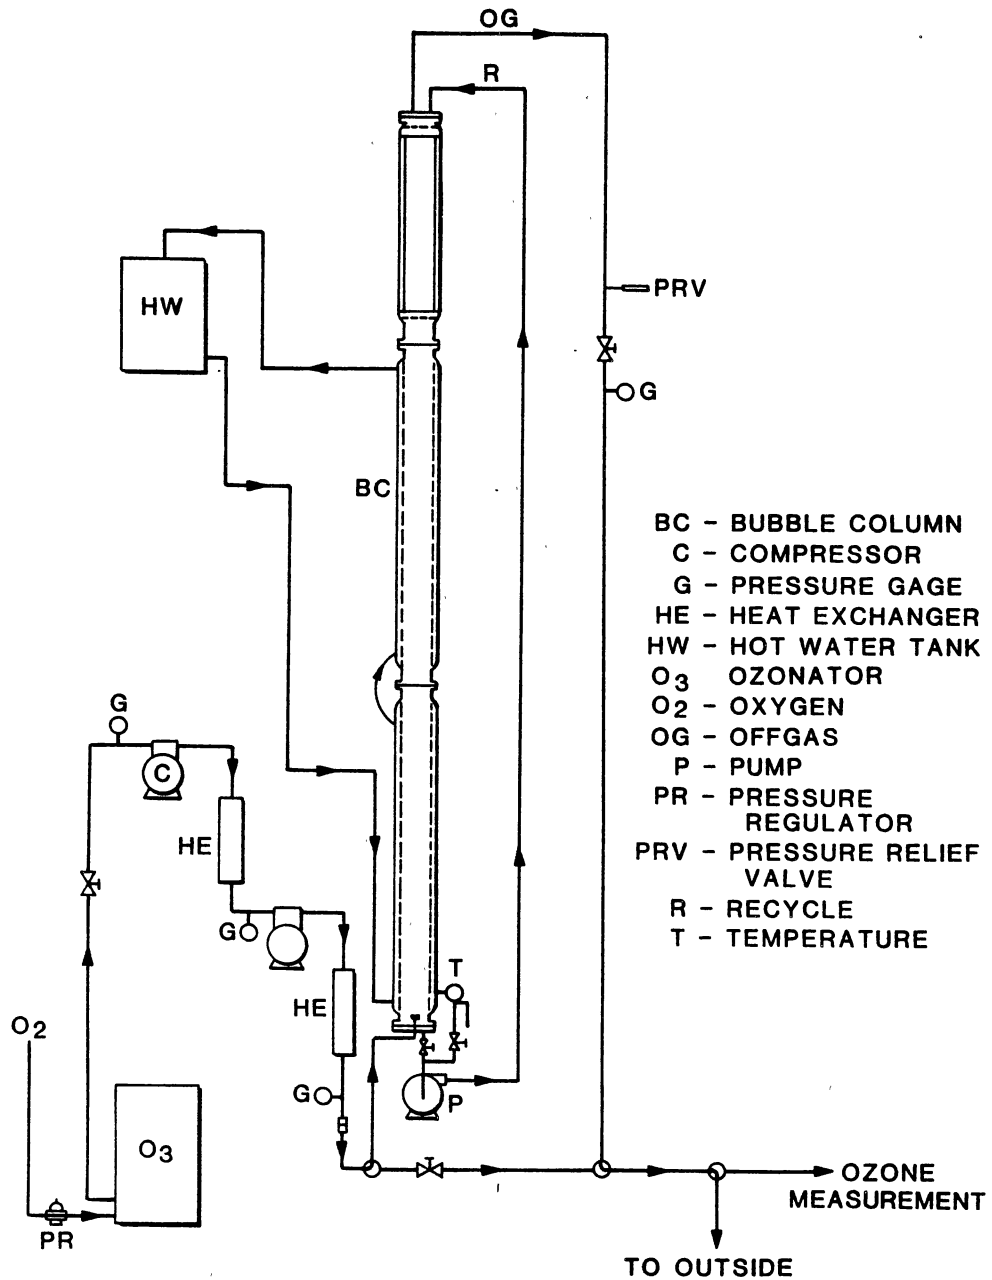 OG
R
HW
PRV
G
BC
BC – BUBBLE COLUMN
C – COMPRESSOR
G – PRESSURE GAGE
HE – HEAT EXCHANGER
HW – HOT WATER TANK
O3 OZONATOR
O2 – OXYGEN
OG – OFFGAS
P – PUMP
PR – PRESSURE
REGULATOR
PRV – PRESSURE RELIEF
VALVE
R – RECYCLE
T – TEMPERATURE
G
C
HE
G
T
HE
O2
G
P
O3
PR
OZONE
MEASUREMENT
TO OUTSIDE